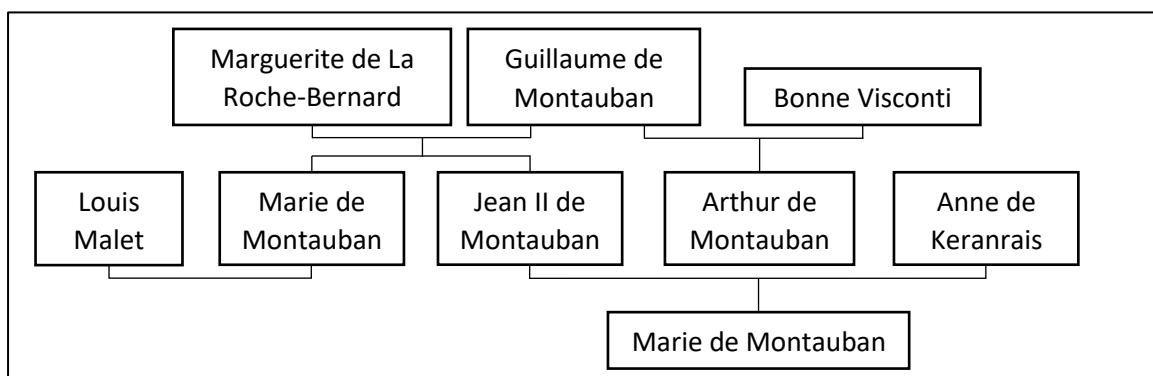 Marguerite de La
Roche-Bernard
Guillaume de
Montauban
Bonne Visconti
Louis
Malet
Marie de
Montauban
Jean II de
Montauban
Arthur de
Montauban
Anne de
Keranrais
Marie de Montauban